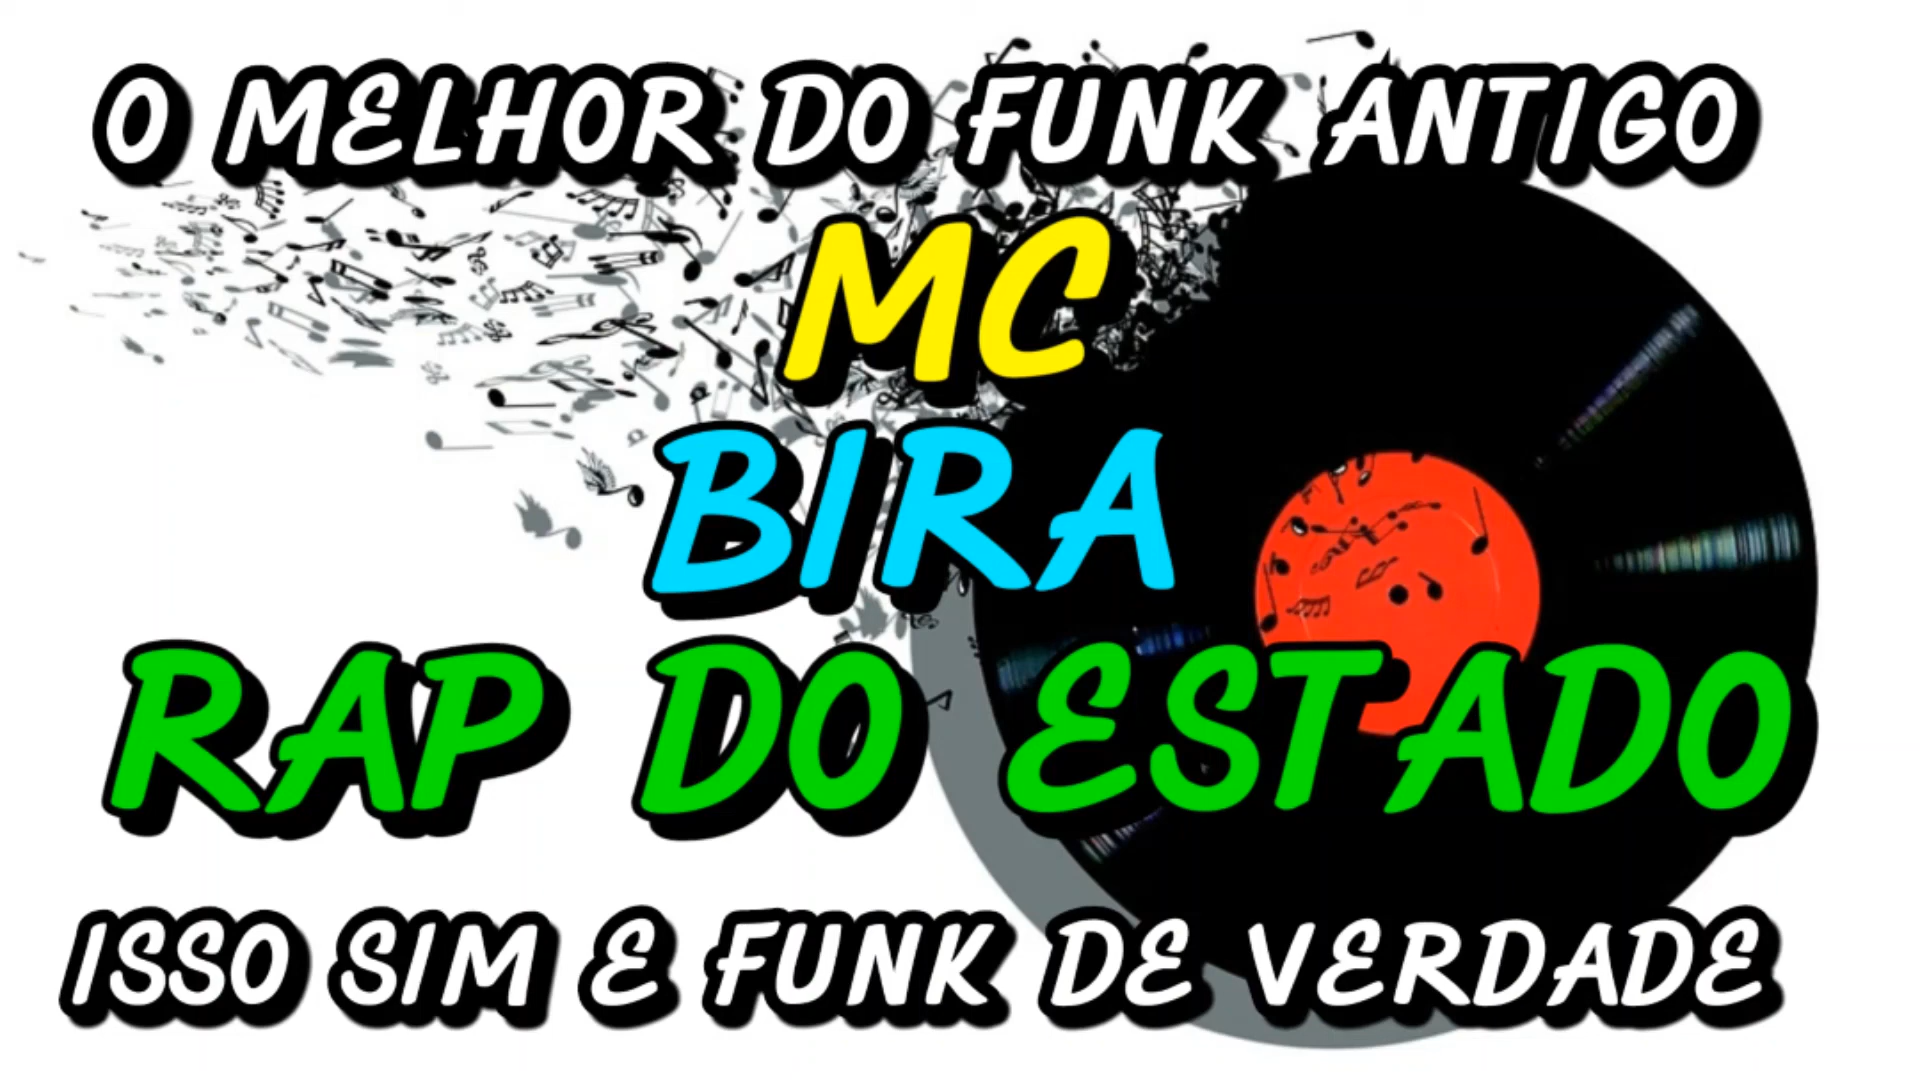 O MELHOR DO FUNK ANTIGO
MC
BIRA
RAP DO ESTADO
ISSO SIM E FUNK DE VERDADE